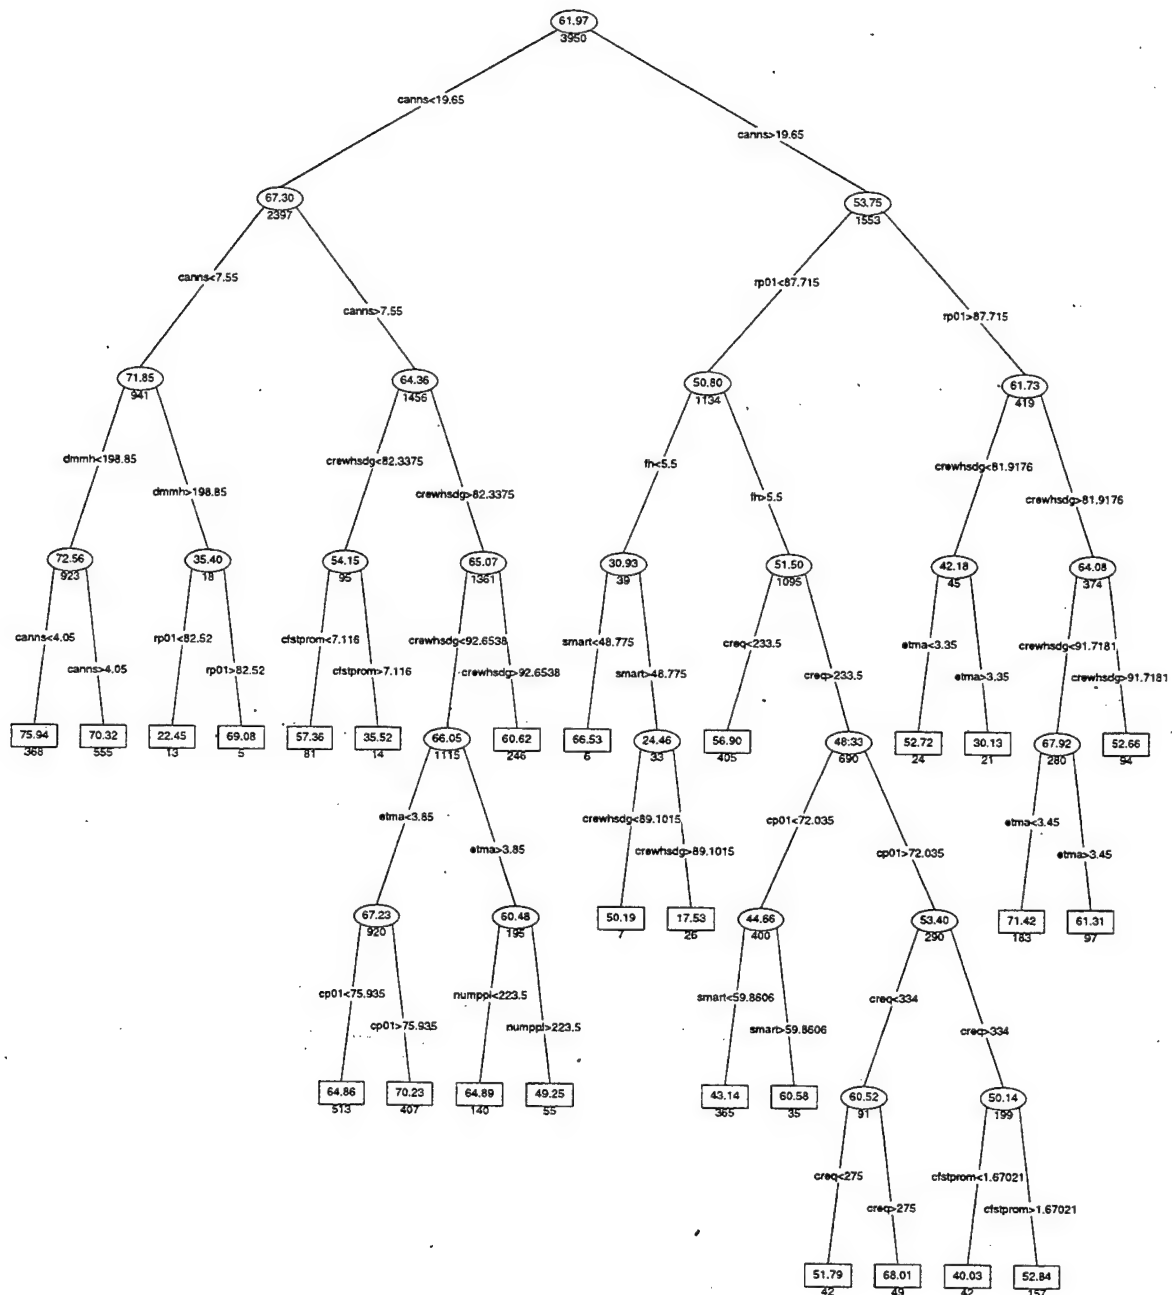 61.97
3950
canns<19.65
canns>19.65
67.30
2397
53.75
1553
canns<7.55
canns>7.55
rp01<87.715
rp01>87.715
71.85
941
64.36
1456
50.80
1134
61.73
419
dmmh<198.85
dmmh>198.85
crewhsdg<82.3375
crewhsdg>82.3375
fh<5.5
fh>5.5
crewhsdg<81.9176
crewhsdg>81.9176
72.56
923
35.40
18
54.15
95
65.07
1361
30.93
39
51.50
1095
42.18
45
64.08
374
canns<4.05
canns>4.05
rp01<82.52
rp01>82.52
cfstprom<7.116
cfstprom>7.116
crewhsdg<92.6538
crewhsdg>92.6538
smart<48.775
smart>48.775
creq<233.5
creq>233.5
etma<3.35
etma>3.35
crewhsdg<91.7181
crewhsdg>91.7181
75.94
368
70.32
555
22.45
13
69.08
5
57.36
81
35.52
14
66.05
1115
60.62
246
66.53
6
24.46
33
56.90
405
48.33
690
52.72
24
30.13
21
67.92
280
52.66
94
etma<3.85
etma>3.85
crewhsdg<89.1015
crewhsdg>89.1015
cp01<72.035
cp01>72.035
etma<3.45
etma>3.45
67.23
920
60.48
195
50.19
7
17.53
26
44.66
400
53.40
290
71.42
183
61.31
97
cp01<75.935
cp01>75.935
numppl<223.5
numppl>223.5
smart<59.8606
smart>59.8606
creq<334
creq>334
64.86
513
70.23
407
64.89
140
49.25
55
43.14
365
60.58
35
60.52
91
50.14
199
creq<275
creq>275
cfstprom<1.67021
cfstprom>1.67021
51.79
42
68.01
49
40.03
42
52.84
157